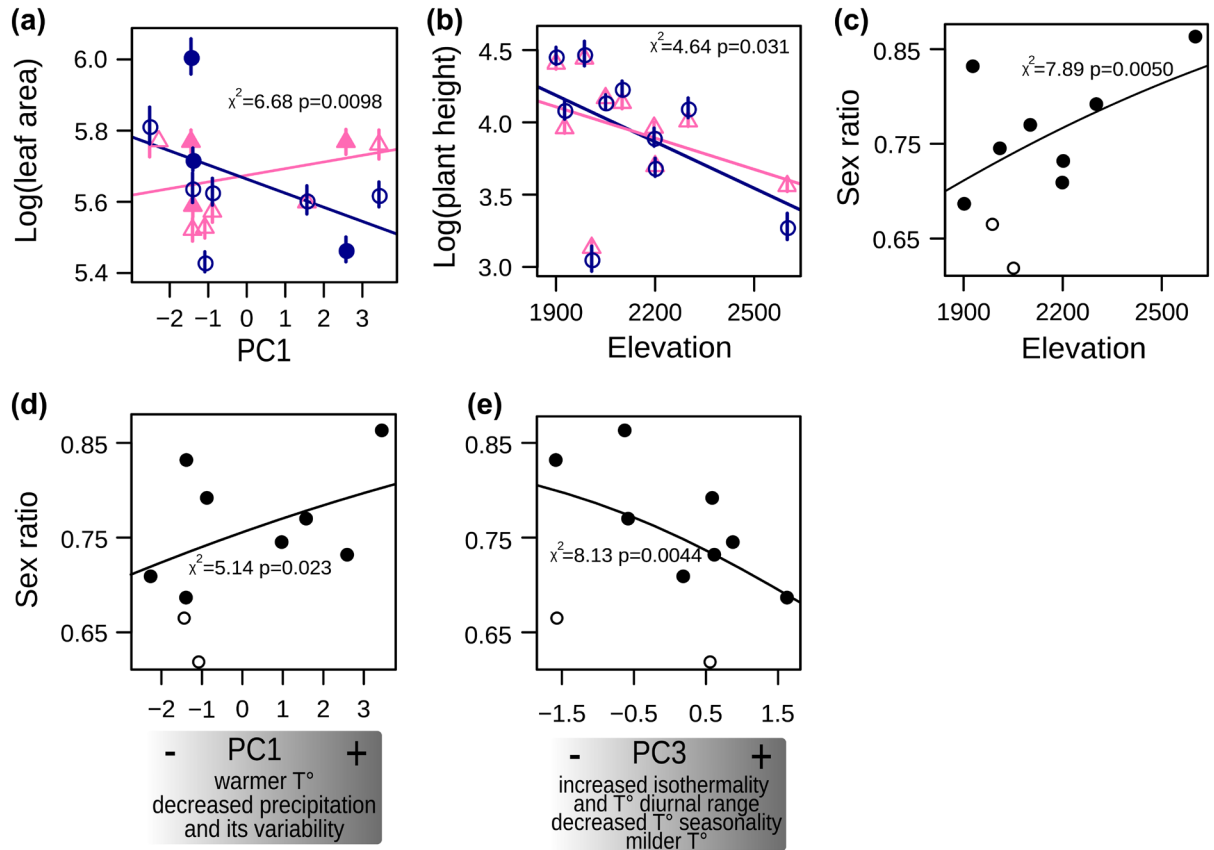 (a)
Log(leaf area)
6.0
5.8
5.6
5.4
χ²=6.68 p=0.0098
−2 −1 0 1 2 3
PC1
(b)
Log(plant height)
4.5
4.0
3.5
3.0
χ²=4.64 p=0.031
1900 2200 2500
Elevation
(c)
Sex ratio
0.85
0.75
0.65
χ²=7.89 p=0.0050
1900 2200 2500
Elevation
(d)
Sex ratio
0.85
0.75
0.65
χ²=5.14 p=0.023
−2 −1 0 1 2 3
- PC1 +
warmer T°
decreased precipitation
and its variability
(e)
0.85
0.75
0.65
χ²=8.13 p=0.0044
−1.5 −0.5 0.5 1.5
- PC3 +
increased isothermality
and T° diurnal range
decreased T° seasonality
milder T°